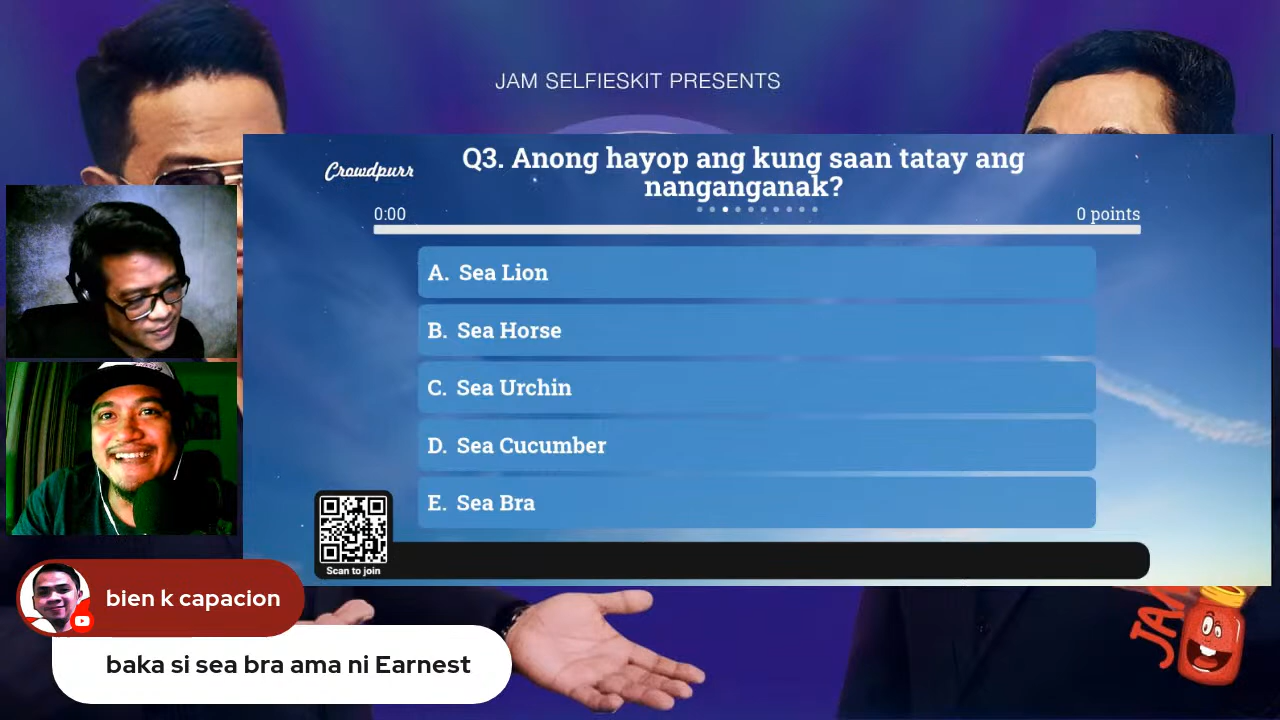 JAM SELFIESKIT PRESENTS
Crowdpurr
Q3. Anong hayop ang kung saan tatay ang
nanganganak?
0:00
0 points
A. Sea Lion
B. Sea Horse
C. Sea Urchin
D. Sea Cucumber
E. Sea Bra
Scan to join
bien k capacion
baka si sea bra ama ni Earnest
JAM